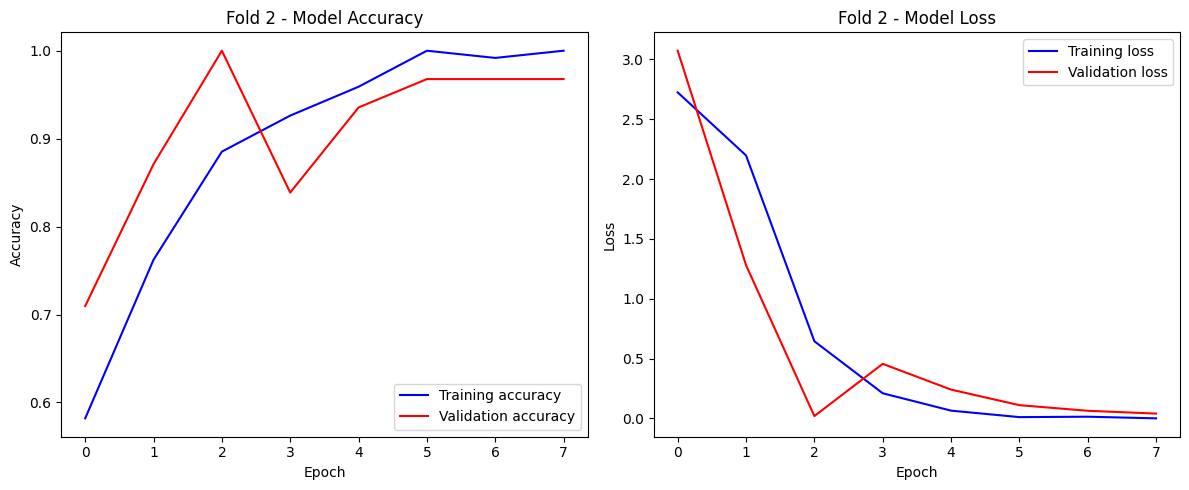 Fold 2 - Model Accuracy
Accuracy
1.0
0.9
0.8
0.7
0.6
Training accuracy
Validation accuracy
0 1 2 3 4 5 6 7
Epoch
Fold 2 - Model Loss
Loss
3.0
2.5
2.0
1.5
1.0
0.5
0.0
Training loss
Validation loss
0 1 2 3 4 5 6 7
Epoch